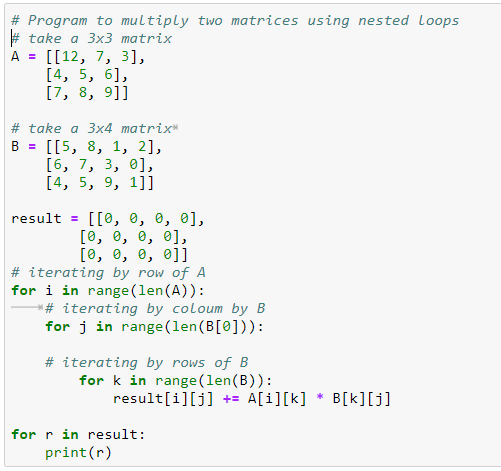 # Program to multiply two matrices using nested loops
# take a 3x3 matrix
A = [[12, 7, 3],
    [4, 5, 6],
    [7, 8, 9]]

# take a 3x4 matrix*
B = [[5, 8, 1, 2],
    [6, 7, 3, 0],
    [4, 5, 9, 1]]

result = [[0, 0, 0, 0],
        [0, 0, 0, 0],
        [0, 0, 0, 0]]
# iterating by row of A
for i in range(len(A)):
    *# iterating by coloum by B
    for j in range(len(B[0])):

    # iterating by rows of B
        for k in range(len(B)):
            result[i][j] += A[i][k] * B[k][j]

for r in result:
    print(r)